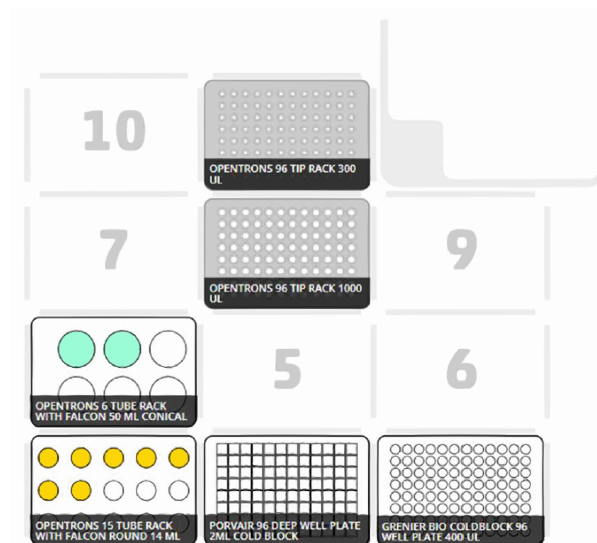 10
OPENTRONS 96 TIP RACK 300
UL
7
OPENTRONS 96 TIP RACK 1000
UL
9
OPENTRONS 6 TUBE RACK
WITH FALCON 50 ML CONICAL
5
6
OPENTRONS 15 TUBE RACK
WITH FALCON ROUND 14 ML
PORVAIR 96 DEEP WELL PLATE
2ML COLD BLOCK
GRENIER BIO COLDBLOCK 96
WELL PLATE 400 UL